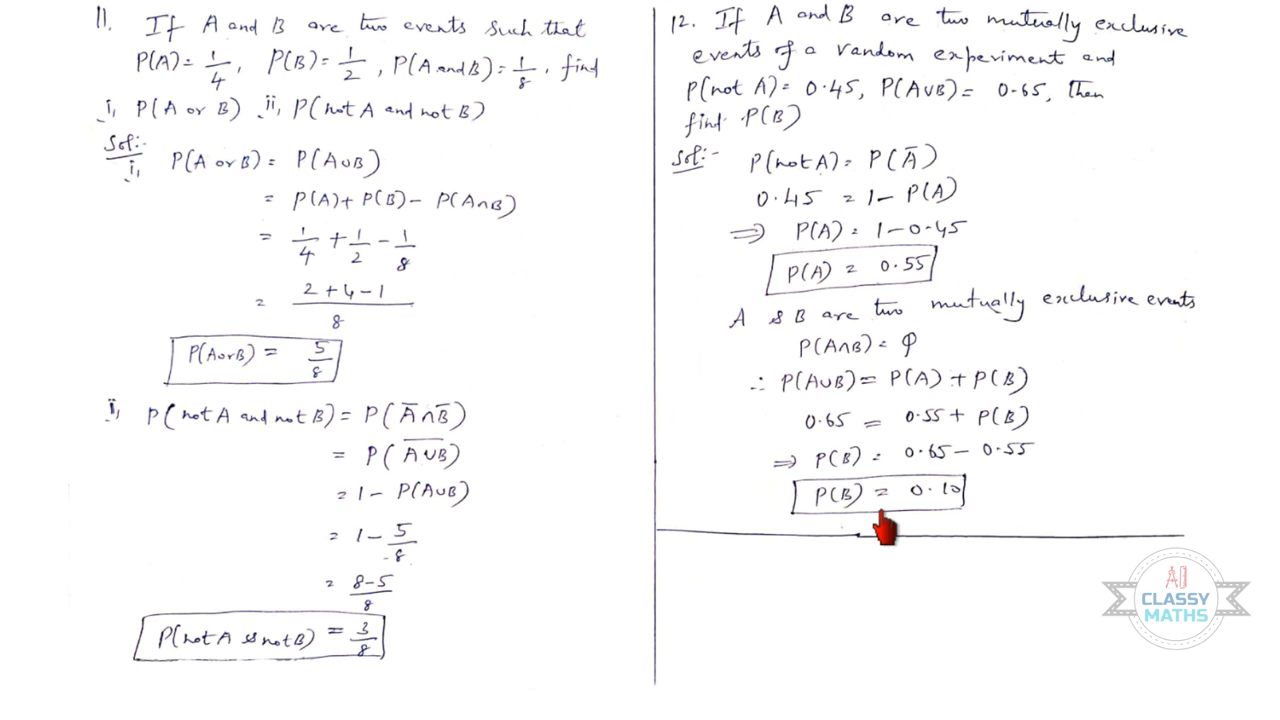 11. If A and B are two events such that
P(A) = 1/4, P(B) = 1/2, P(A and B) = 1/8, find
i, P(A or B) ii, P(not A and not B)
Sol:-
i, P(A or B) = P(A∪B)
= P(A) + P(B) - P(A∩B)
= 1/4 + 1/2 - 1/8
= (2+4-1)/8
P(A or B) = 5/8
ii, P(not A and not B) = P(A̅ ∩ B̅)
= P(A̅∪̅B̅)
= 1 - P(A∪B)
= 1 - 5/8
= (8-5)/8
P(not A & not B) = 3/8
12. If A and B are two mutually exclusive
events of a random experiment and
P(not A) = 0.45, P(A∪B) = 0.65, then
find P(B)
Sol:- P(not A) = P(A̅)
0.45 = 1 - P(A)
⇒ P(A) = 1 - 0.45
P(A) = 0.55
A & B are two mutually exclusive events
P(A∩B) = φ
∴ P(A∪B) = P(A) + P(B)
0.65 = 0.55 + P(B)
⇒ P(B) = 0.65 - 0.55
P(B) = 0.10
CLASSY
MATHS